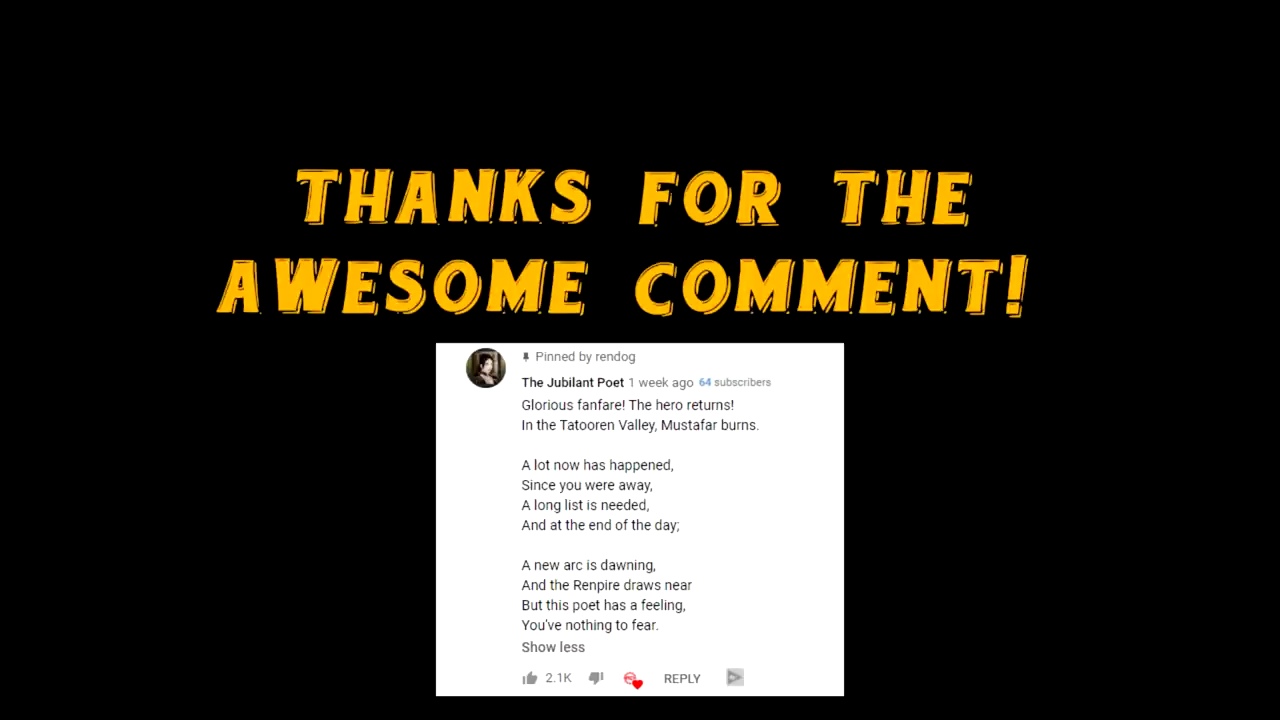 THANKS FOR THE
AWESOME COMMENT!
Pinned by rendog
The Jubilant Poet 1 week ago 64 subscribers
Glorious fanfare! The hero returns!
In the Tatooren Valley, Mustafar burns.
A lot now has happened,
Since you were away,
A long list is needed,
And at the end of the day;
A new arc is dawning,
And the Renpire draws near
But this poet has a feeling,
You've nothing to fear.
Show less
2.1K REPLY